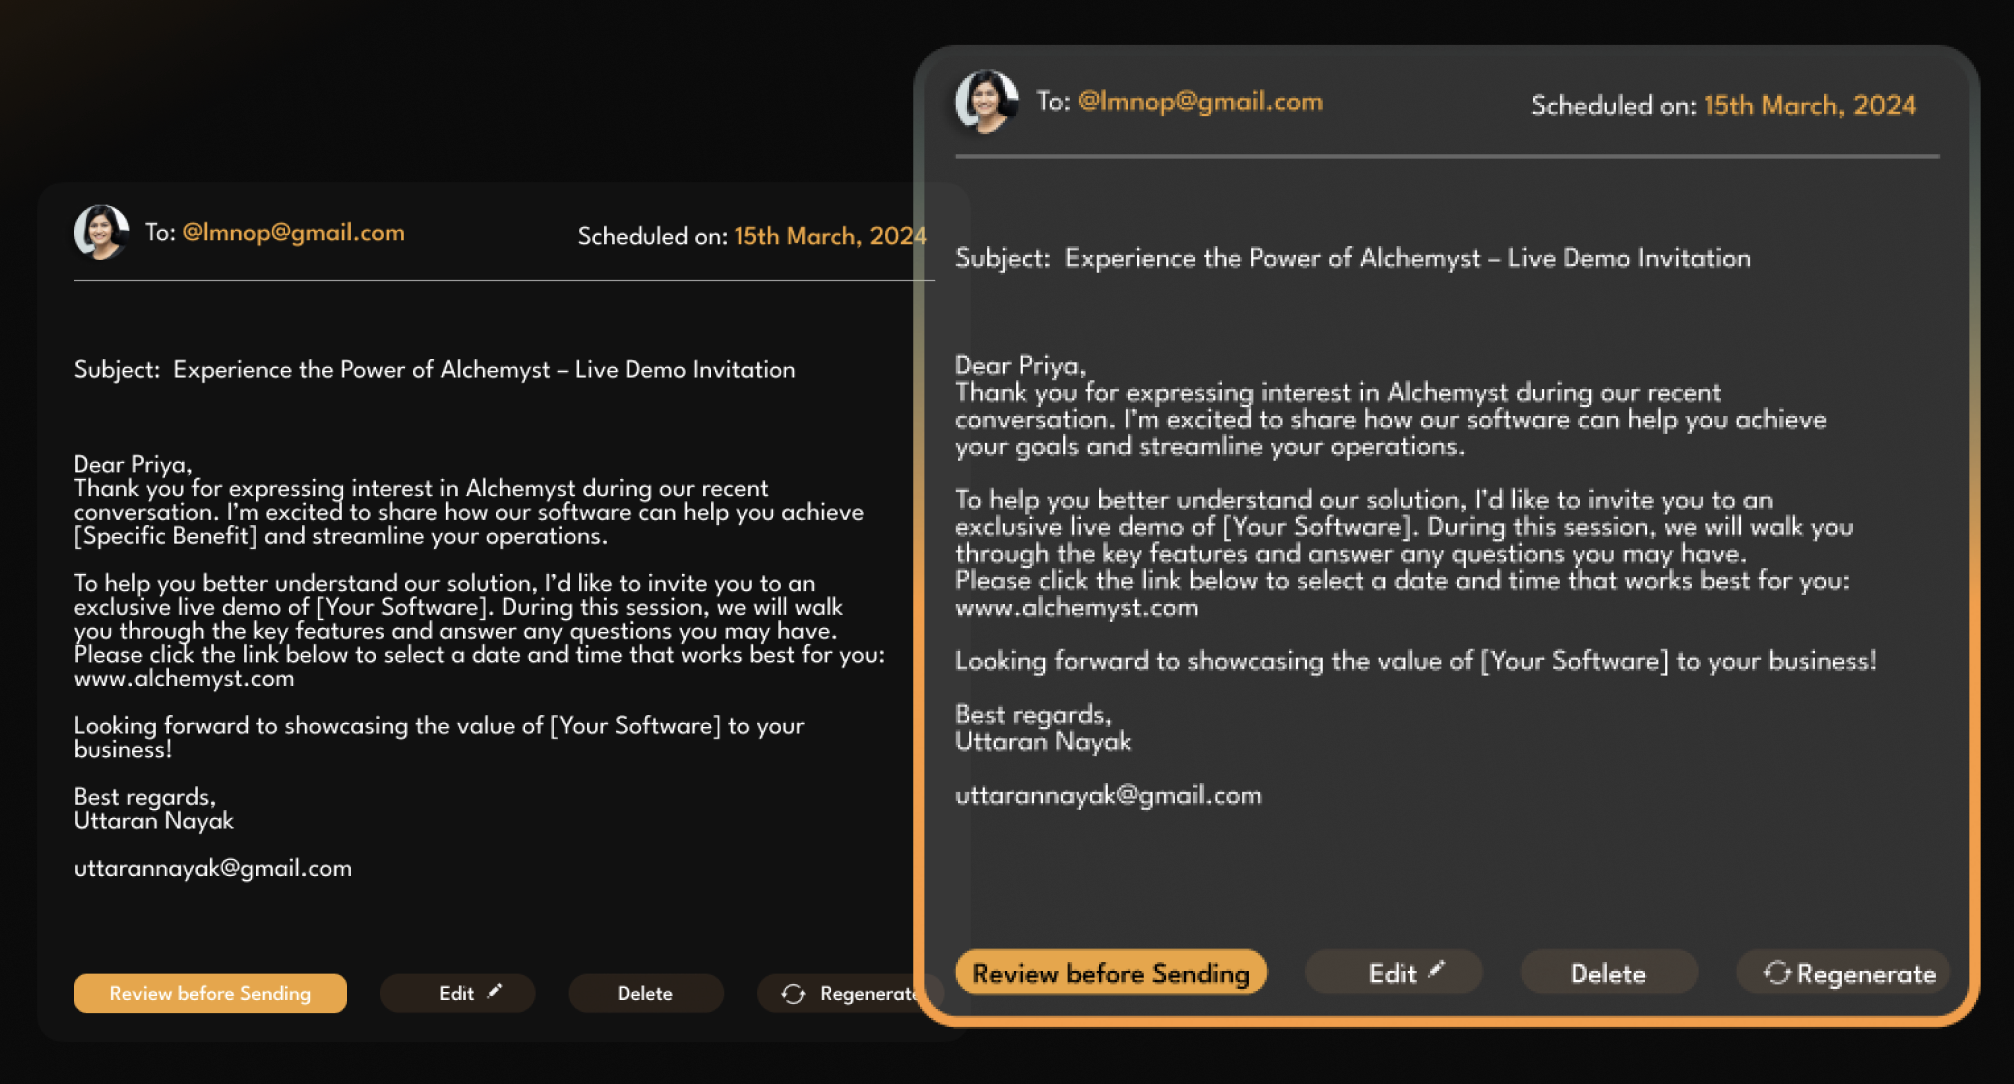 To: @lmnop@gmail.com
Scheduled on: 15th March, 2024
Subject: Experience the Power of Alchemyst – Live Demo Invitation
Dear Priya,
Thank you for expressing interest in Alchemyst during our recent
conversation. I'm excited to share how our software can help you achieve
[Specific Benefit] and streamline your operations.
To help you better understand our solution, I'd like to invite you to an
exclusive live demo of [Your Software]. During this session, we will walk
you through the key features and answer any questions you may have.
Please click the link below to select a date and time that works best for you:
www.alchemyst.com
Looking forward to showcasing the value of [Your Software] to your
business!
Best regards,
Uttaran Nayak
uttarannayak@gmail.com
Review before Sending
Edit
Delete
Regenerate
To: @lmnop@gmail.com
Scheduled on: 15th March, 2024
Subject: Experience the Power of Alchemyst – Live Demo Invitation
Dear Priya,
Thank you for expressing interest in Alchemyst during our recent
conversation. I'm excited to share how our software can help you achieve
your goals and streamline your operations.
To help you better understand our solution, I'd like to invite you to an
exclusive live demo of [Your Software]. During this session, we will walk you
through the key features and answer any questions you may have.
Please click the link below to select a date and time that works best for you:
www.alchemyst.com
Looking forward to showcasing the value of [Your Software] to your business!
Best regards,
Uttaran Nayak
uttarannayak@gmail.com
Review before Sending
Edit
Delete
Regenerate